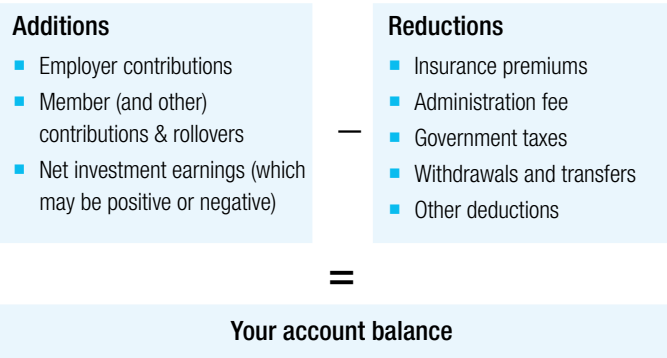 Additions
■ Employer contributions
■ Member (and other)
contributions & rollovers
■ Net investment earnings (which
may be positive or negative)
–
Reductions
■ Insurance premiums
■ Administration fee
■ Government taxes
■ Withdrawals and transfers
■ Other deductions
=
Your account balance